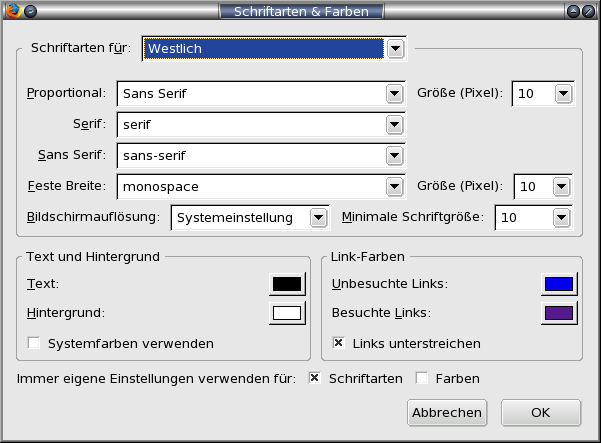 Schriftarten & Farben
Schriftarten für: Westlich
Proportional: Sans Serif Größe (Pixel): 10
Serif: serif
Sans Serif: sans-serif
Feste Breite: monospace Größe (Pixel): 10
Bildschirmauflösung: Systemeinstellung Minimale Schriftgröße: 10
Text und Hintergrund
Text:
Hintergrund:
Systemfarben verwenden
Link-Farben
Unbesuchte Links:
Besuchte Links:
Links unterstreichen
Immer eigene Einstellungen verwenden für: Schriftarten Farben
Abbrechen OK